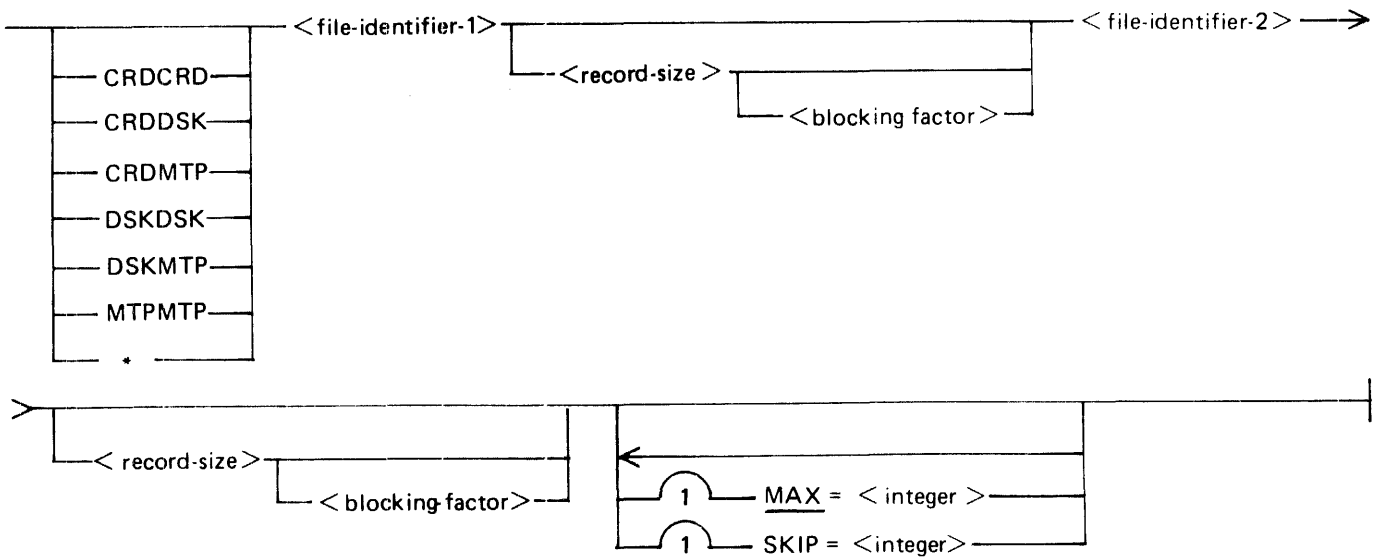 <file-identifier-1> <file-identifier-2>
<record-size>
<blocking factor>
CRDCRD
CRDDSK
CRDMTP
DSKDSK
DSKMTP
MTPMTP
*
<record-size>
<blocking factor>
1 MAX = <integer>
1 SKIP = <integer>